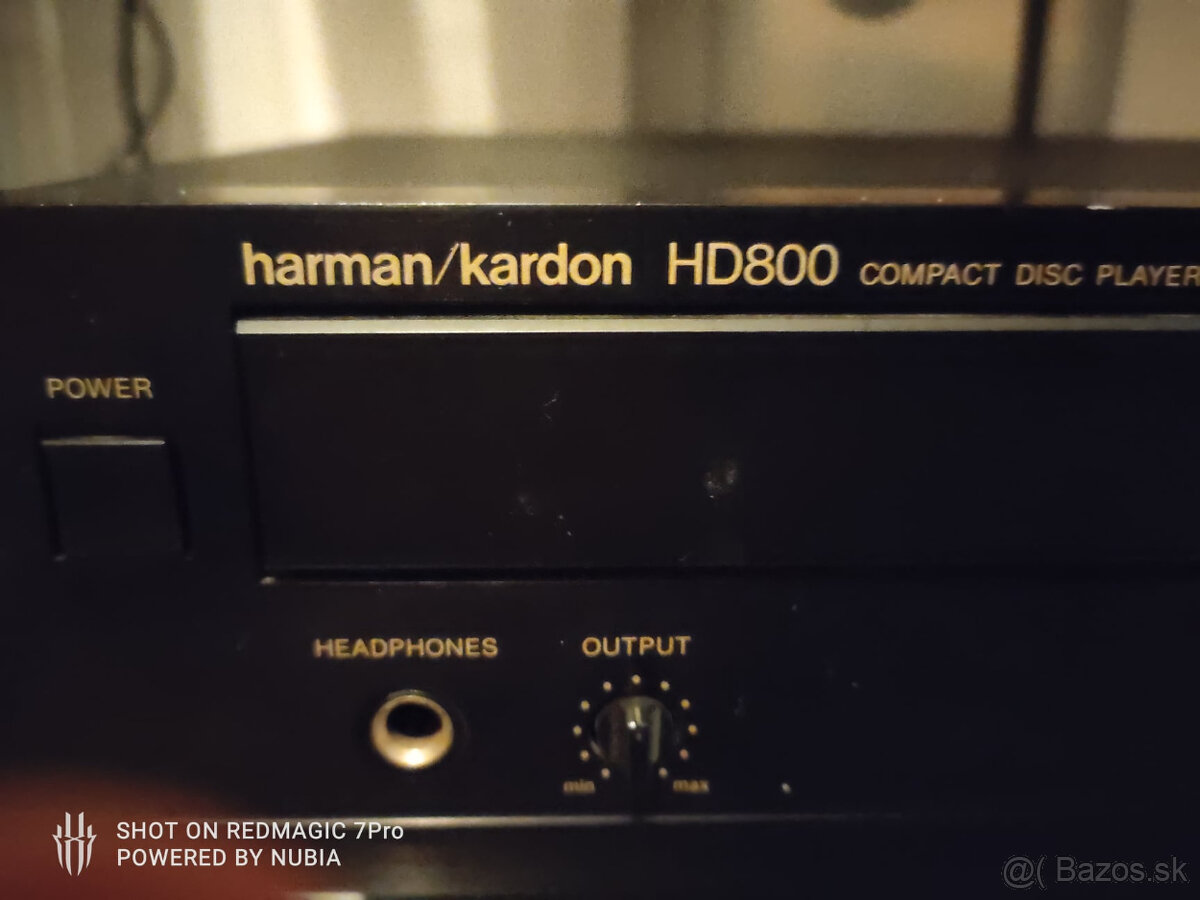 harman/kardon HD800 COMPACT DISC PLAYER
POWER
HEADPHONES
OUTPUT
min
max
SHOT ON REDMAGIC 7Pro
POWERED BY NUBIA
@( Bazos.sk